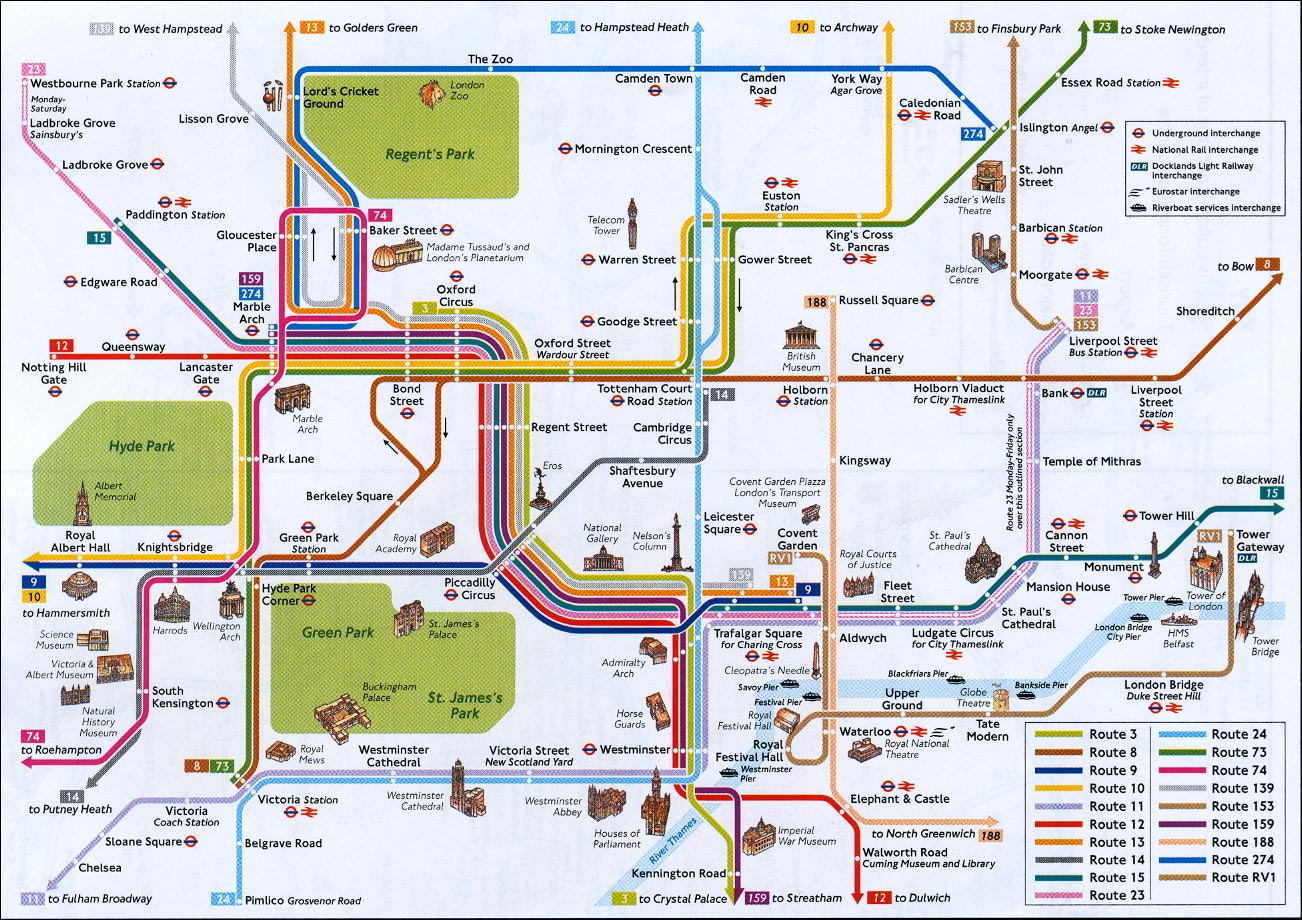 139 to West Hampstead
13 to Golders Green
24 to Hampstead Heath
10 to Archway
153 to Finsbury Park
73 to Stoke Newington
The Zoo
23
Westbourne Park Station
Monday-
Saturday
Ladbroke Grove
Sainsbury's
Lisson Grove
Lord's Cricket
Ground
London
Zoo
Regent's Park
Camden Town
Camden
Road
York Way
Agar Grove
Caledonian
Road
274
Essex Road Station
Islington Angel
Underground interchange
National Rail interchange
DLR
Docklands Light Railway
interchange
Eurostar interchange
Riverboat services interchange
Ladbroke Grove
Mornington Crescent
St. John
Street
Sadler's Wells
Theatre
Paddington Station
15
Euston
Station
Telecom
Tower
King's Cross
St. Pancras
Barbican Station
Barbican
Centre
Moorgate
74
Gloucester
Place
Baker Street
Madame Tussaud's and
London's Planetarium
Warren Street
Gower Street
to Bow 8
Edgware Road
159
274
Marble
Arch
Oxford
Circus
3
188
Russell Square
11
23
153
Liverpool Street
Bus Station
Shoreditch
Goodge Street
British
Museum
12
Queensway
Notting Hill
Gate
Lancaster
Gate
Oxford Street
Wardour Street
Chancery
Lane
Marble
Arch
Bond
Street
Tottenham Court
Road Station
14
Holborn
Station
Holborn Viaduct
for City Thameslink
Bank DLR
Liverpool
Street
Station
Hyde Park
Park Lane
Regent Street
Cambridge
Circus
Route 23 Monday-Friday only
over this outlined section
Shaftesbury
Avenue
Kingsway
Temple of Mithras
Albert
Memorial
Berkeley Square
Eros
Covent Garden Piazza
London's Transport
Museum
to Blackwall
15
Royal
Albert Hall
Knightsbridge
Green Park
Station
Royal
Academy
National
Gallery
Nelson's
Column
Leicester
Square
Covent
Garden
RV1
St. Paul's
Cathedral
Cannon
Street
Tower Hill
RV1
Tower
Gateway
DLR
9
10
to Hammersmith
Harrods
Wellington
Arch
Hyde Park
Corner
Piccadilly
Circus
139
13
9
Royal Courts
of Justice
Fleet
Street
Mansion House
Monument
Tower of
London
Tower Pier
London Bridge
City Pier
HMS
Belfast
Tower
Bridge
Science
Museum
Victoria &
Albert Museum
Natural
History
Museum
South
Kensington
Green Park
St. James's
Palace
St. James's
Park
Buckingham
Palace
Admiralty
Arch
Trafalgar Square
for Charing Cross
Aldwych
Ludgate Circus
for City Thameslink
St. Paul's
Cathedral
Cleopatra's Needle
Savoy Pier
Festival Pier
Blackfriars Pier
Bankside Pier
Globe
Theatre
Upper
Ground
Tate
Modern
London Bridge
Duke Street Hill
Horse
Guards
Royal
Festival Hall
Royal
Festival Hall
Waterloo
Royal National
Theatre
74
to Roehampton
14
to Putney Heath
8 73
Royal
Mews
Westminster
Cathedral
Victoria Street
New Scotland Yard
Westminster
Westminster
Pier
Westminster
Cathedral
Westminster
Abbey
Houses of
Parliament
Elephant & Castle
to North Greenwich 188
Victoria
Coach Station
Victoria Station
Sloane Square
Belgrave Road
Chelsea
River Thames
Imperial
War Museum
Walworth Road
Cuming Museum and Library
Kennington Road
11 to Fulham Broadway
24 Pimlico Grosvenor Road
3 to Crystal Palace
159 to Streatham
12 to Dulwich
Route 3
Route 8
Route 9
Route 10
Route 11
Route 12
Route 13
Route 14
Route 15
Route 23
Route 24
Route 73
Route 74
Route 139
Route 153
Route 159
Route 188
Route 274
Route RV1